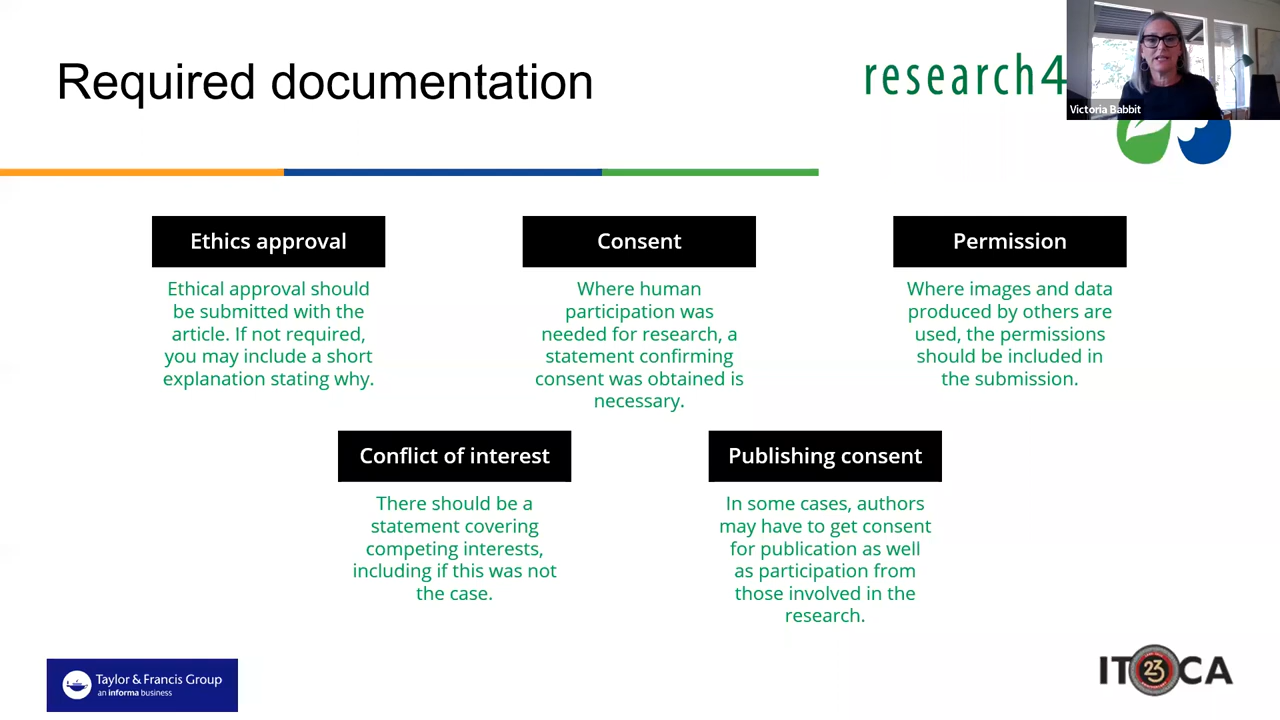 Required documentation
research4
Victoria Babbit
Ethics approval
Ethical approval should
be submitted with the
article. If not required,
you may include a short
explanation stating why.
Consent
Where human
participation was
needed for research, a
statement confirming
consent was obtained is
necessary.
Permission
Where images and data
produced by others are
used, the permissions
should be included in
the submission.
Conflict of interest
There should be a
statement covering
competing interests,
including if this was not
the case.
Publishing consent
In some cases, authors
may have to get consent
for publication as well
as participation from
those involved in the
research.
Taylor & Francis Group
an informa business
ITOCA
23